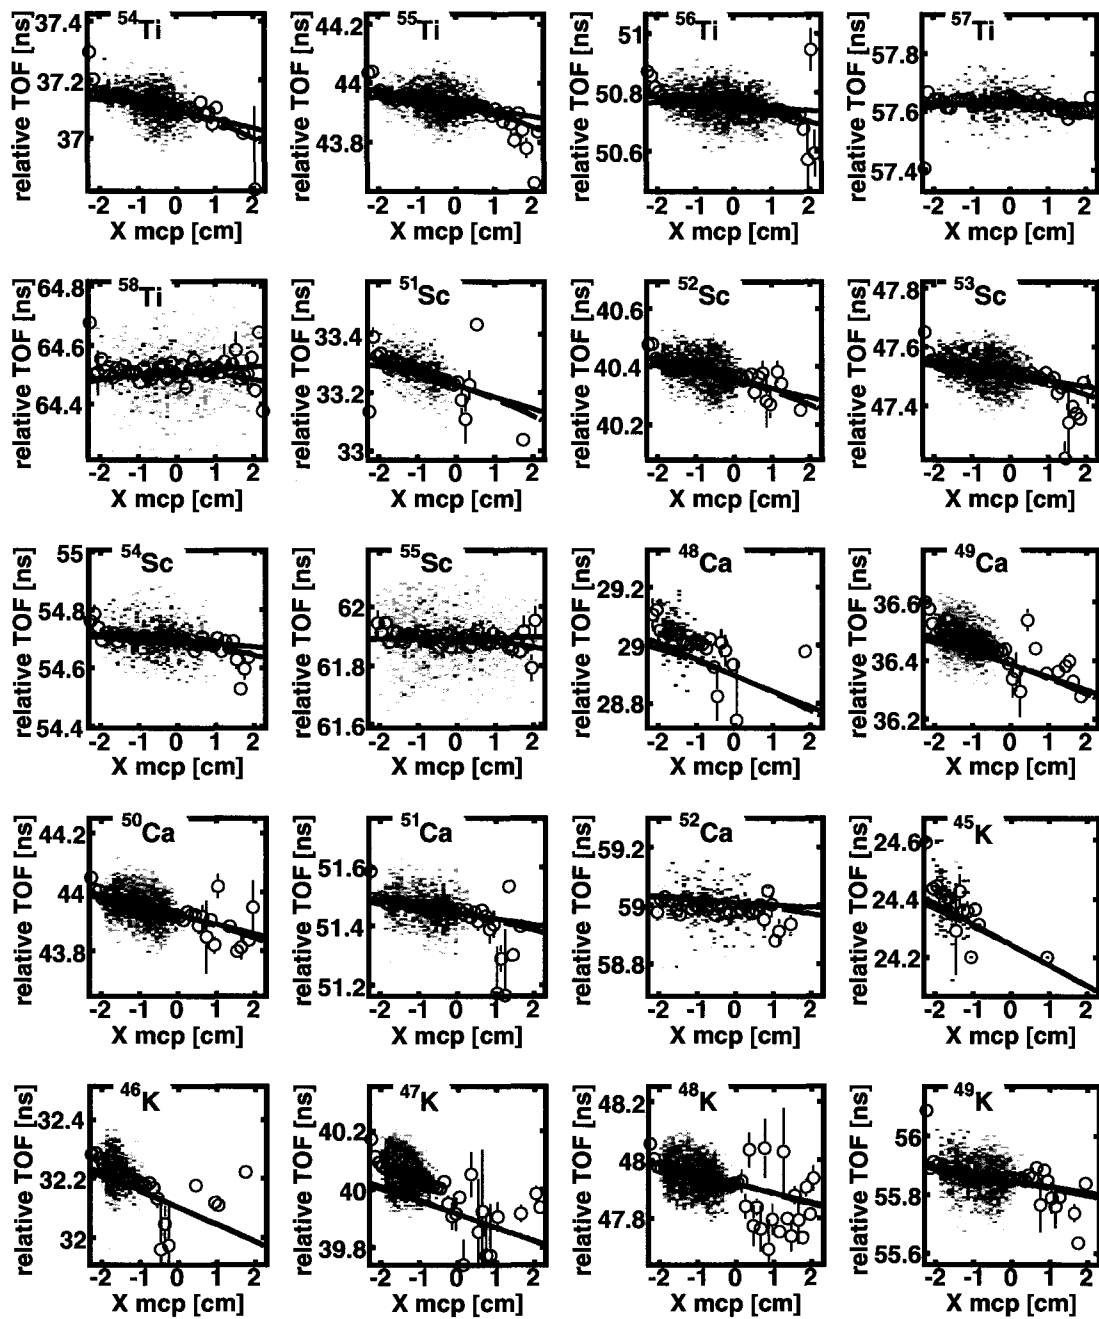 54Ti
relative TOF [ns]
37.4
37.2
37
-2 -1 0 1 2
X mcp [cm]
55Ti
relative TOF [ns]
44.2
44
43.8
-2 -1 0 1 2
X mcp [cm]
56Ti
relative TOF [ns]
51
50.8
50.6
-2 -1 0 1 2
X mcp [cm]
57Ti
relative TOF [ns]
57.8
57.6
57.4
-2 -1 0 1 2
X mcp [cm]
58Ti
relative TOF [ns]
64.8
64.6
64.4
-2 -1 0 1 2
X mcp [cm]
51Sc
relative TOF [ns]
33.4
33.2
33
-2 -1 0 1 2
X mcp [cm]
52Sc
relative TOF [ns]
40.6
40.4
40.2
-2 -1 0 1 2
X mcp [cm]
53Sc
relative TOF [ns]
47.8
47.6
47.4
-2 -1 0 1 2
X mcp [cm]
54Sc
relative TOF [ns]
55
54.8
54.6
54.4
-2 -1 0 1 2
X mcp [cm]
55Sc
relative TOF [ns]
62
61.8
61.6
-2 -1 0 1 2
X mcp [cm]
48Ca
relative TOF [ns]
29.2
29
28.8
-2 -1 0 1 2
X mcp [cm]
49Ca
relative TOF [ns]
36.6
36.4
36.2
-2 -1 0 1 2
X mcp [cm]
50Ca
relative TOF [ns]
44.2
44
43.8
-2 -1 0 1 2
X mcp [cm]
51Ca
relative TOF [ns]
51.6
51.4
51.2
-2 -1 0 1 2
X mcp [cm]
52Ca
relative TOF [ns]
59.2
59
58.8
-2 -1 0 1 2
X mcp [cm]
45K
relative TOF [ns]
24.6
24.4
24.2
-2 -1 0 1 2
X mcp [cm]
46K
relative TOF [ns]
32.4
32.2
32
-2 -1 0 1 2
X mcp [cm]
47K
relative TOF [ns]
40.2
40
39.8
-2 -1 0 1 2
X mcp [cm]
48K
relative TOF [ns]
48.2
48
47.8
-2 -1 0 1 2
X mcp [cm]
49K
relative TOF [ns]
56
55.8
55.6
-2 -1 0 1 2
X mcp [cm]